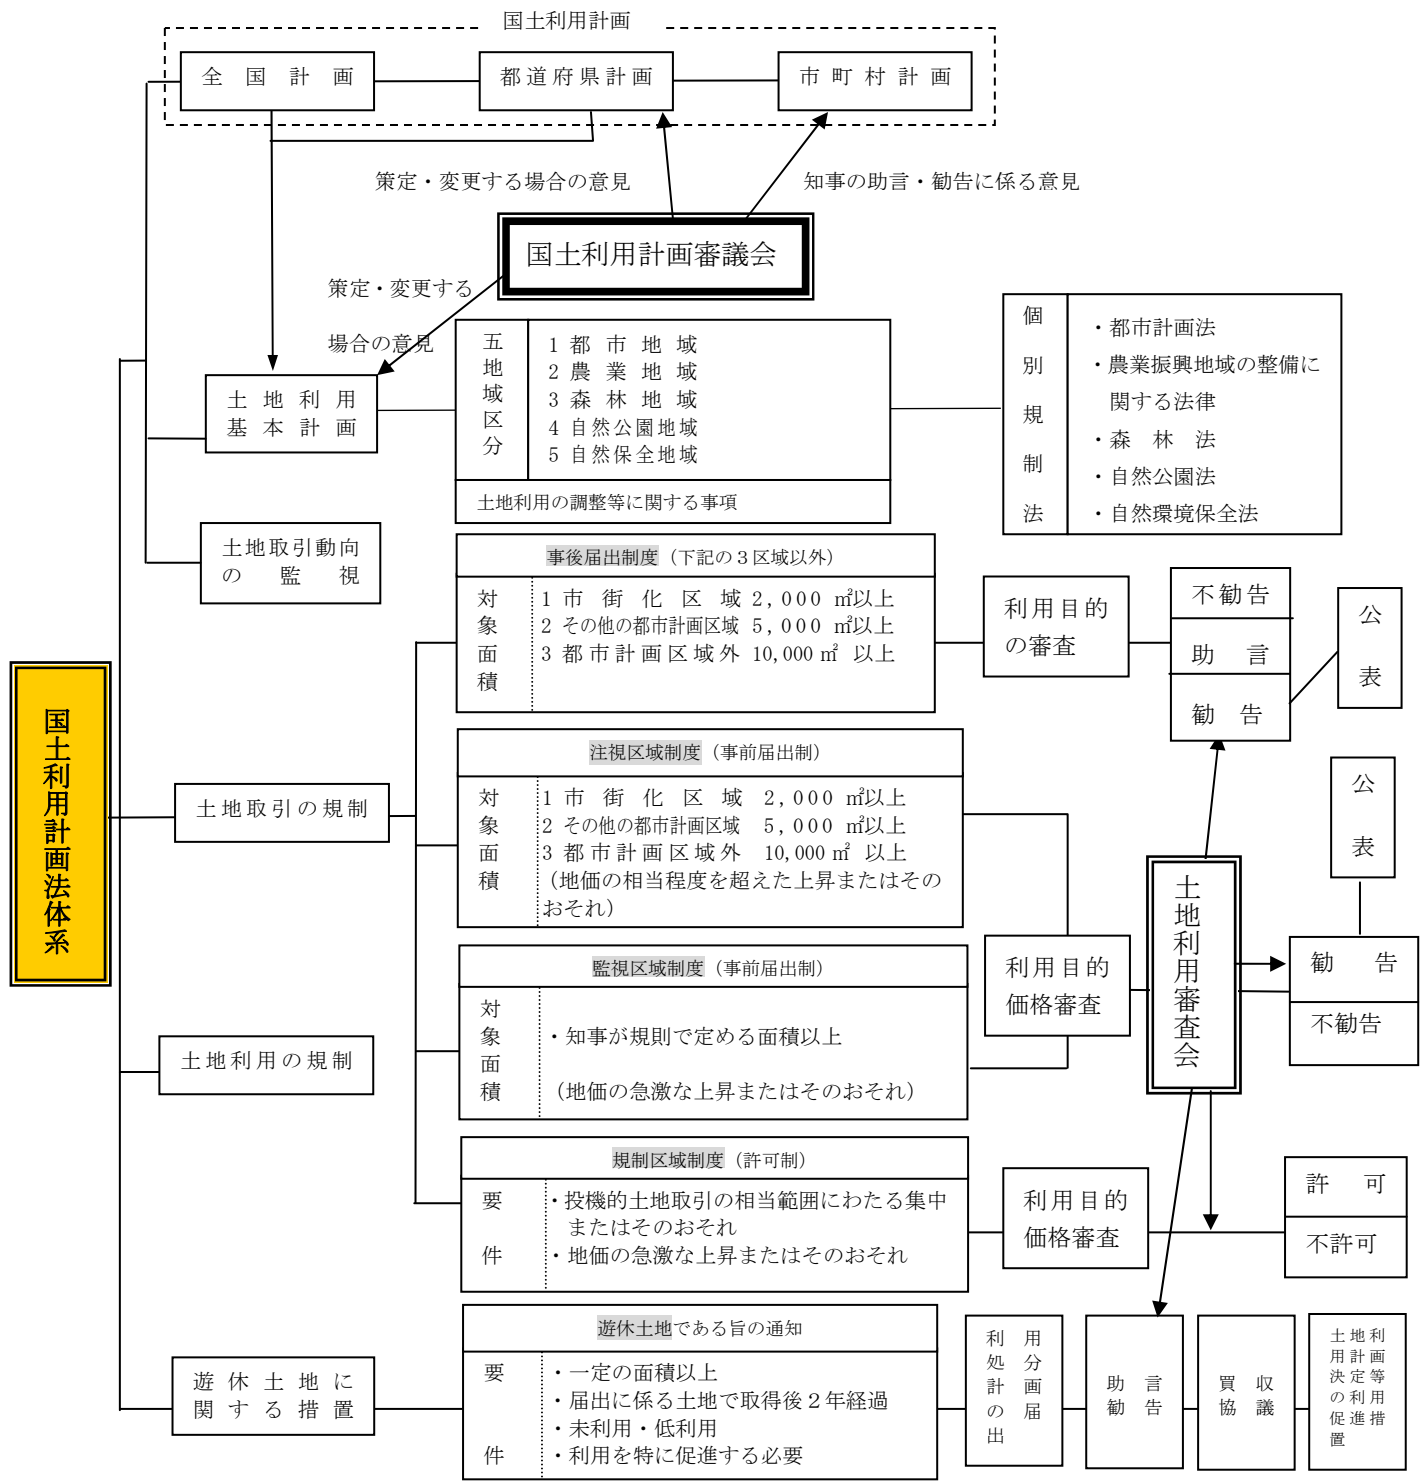 国土利用計画
全国計画
都道府県計画
市町村計画
策定・変更する場合の意見
知事の助言・勧告に係る意見
国土利用計画審議会
策定・変更する
場合の意見
土地利用
基本計画
五地域区分
1 都市地域
2 農業地域
3 森林地域
4 自然公園地域
5 自然保全地域
土地利用の調整等に関する事項
個別規制法
・都市計画法
・農業振興地域の整備に
関する法律
・森林法
・自然公園法
・自然環境保全法
土地取引動向
の監視
国土利用計画法体系
土地取引の規制
事後届出制度（下記の３区域以外）
対象面積
1 市街化区域 2,000 ㎡以上
2 その他の都市計画区域 5,000 ㎡以上
3 都市計画区域外 10,000㎡ 以上
利用目的
の審査
不勧告
助言
勧告
公表
注視区域制度（事前届出制）
対象面積
1 市街化区域 2,000 ㎡以上
2 その他の都市計画区域 5,000 ㎡以上
3 都市計画区域外 10,000㎡ 以上
（地価の相当程度を超えた上昇またはその
おそれ）
監視区域制度（事前届出制）
対象面積
・知事が規則で定める面積以上
（地価の急激な上昇またはそのおそれ）
利用目的
価格審査
土地利用審査会
公表
勧告
不勧告
土地利用の規制
規制区域制度（許可制）
要件
・投機的土地取引の相当範囲にわたる集中
またはそのおそれ
・地価の急激な上昇またはそのおそれ
利用目的
価格審査
許可
不許可
遊休土地に
関する措置
遊休土地である旨の通知
要件
・一定の面積以上
・届出に係る土地で取得後２年経過
・未利用・低利用
・利用を特に促進する必要
利用
処分
計画
の届
出
助言
勧告
買収
協議
土地利
用計画
決定等
の利用
促進措
置